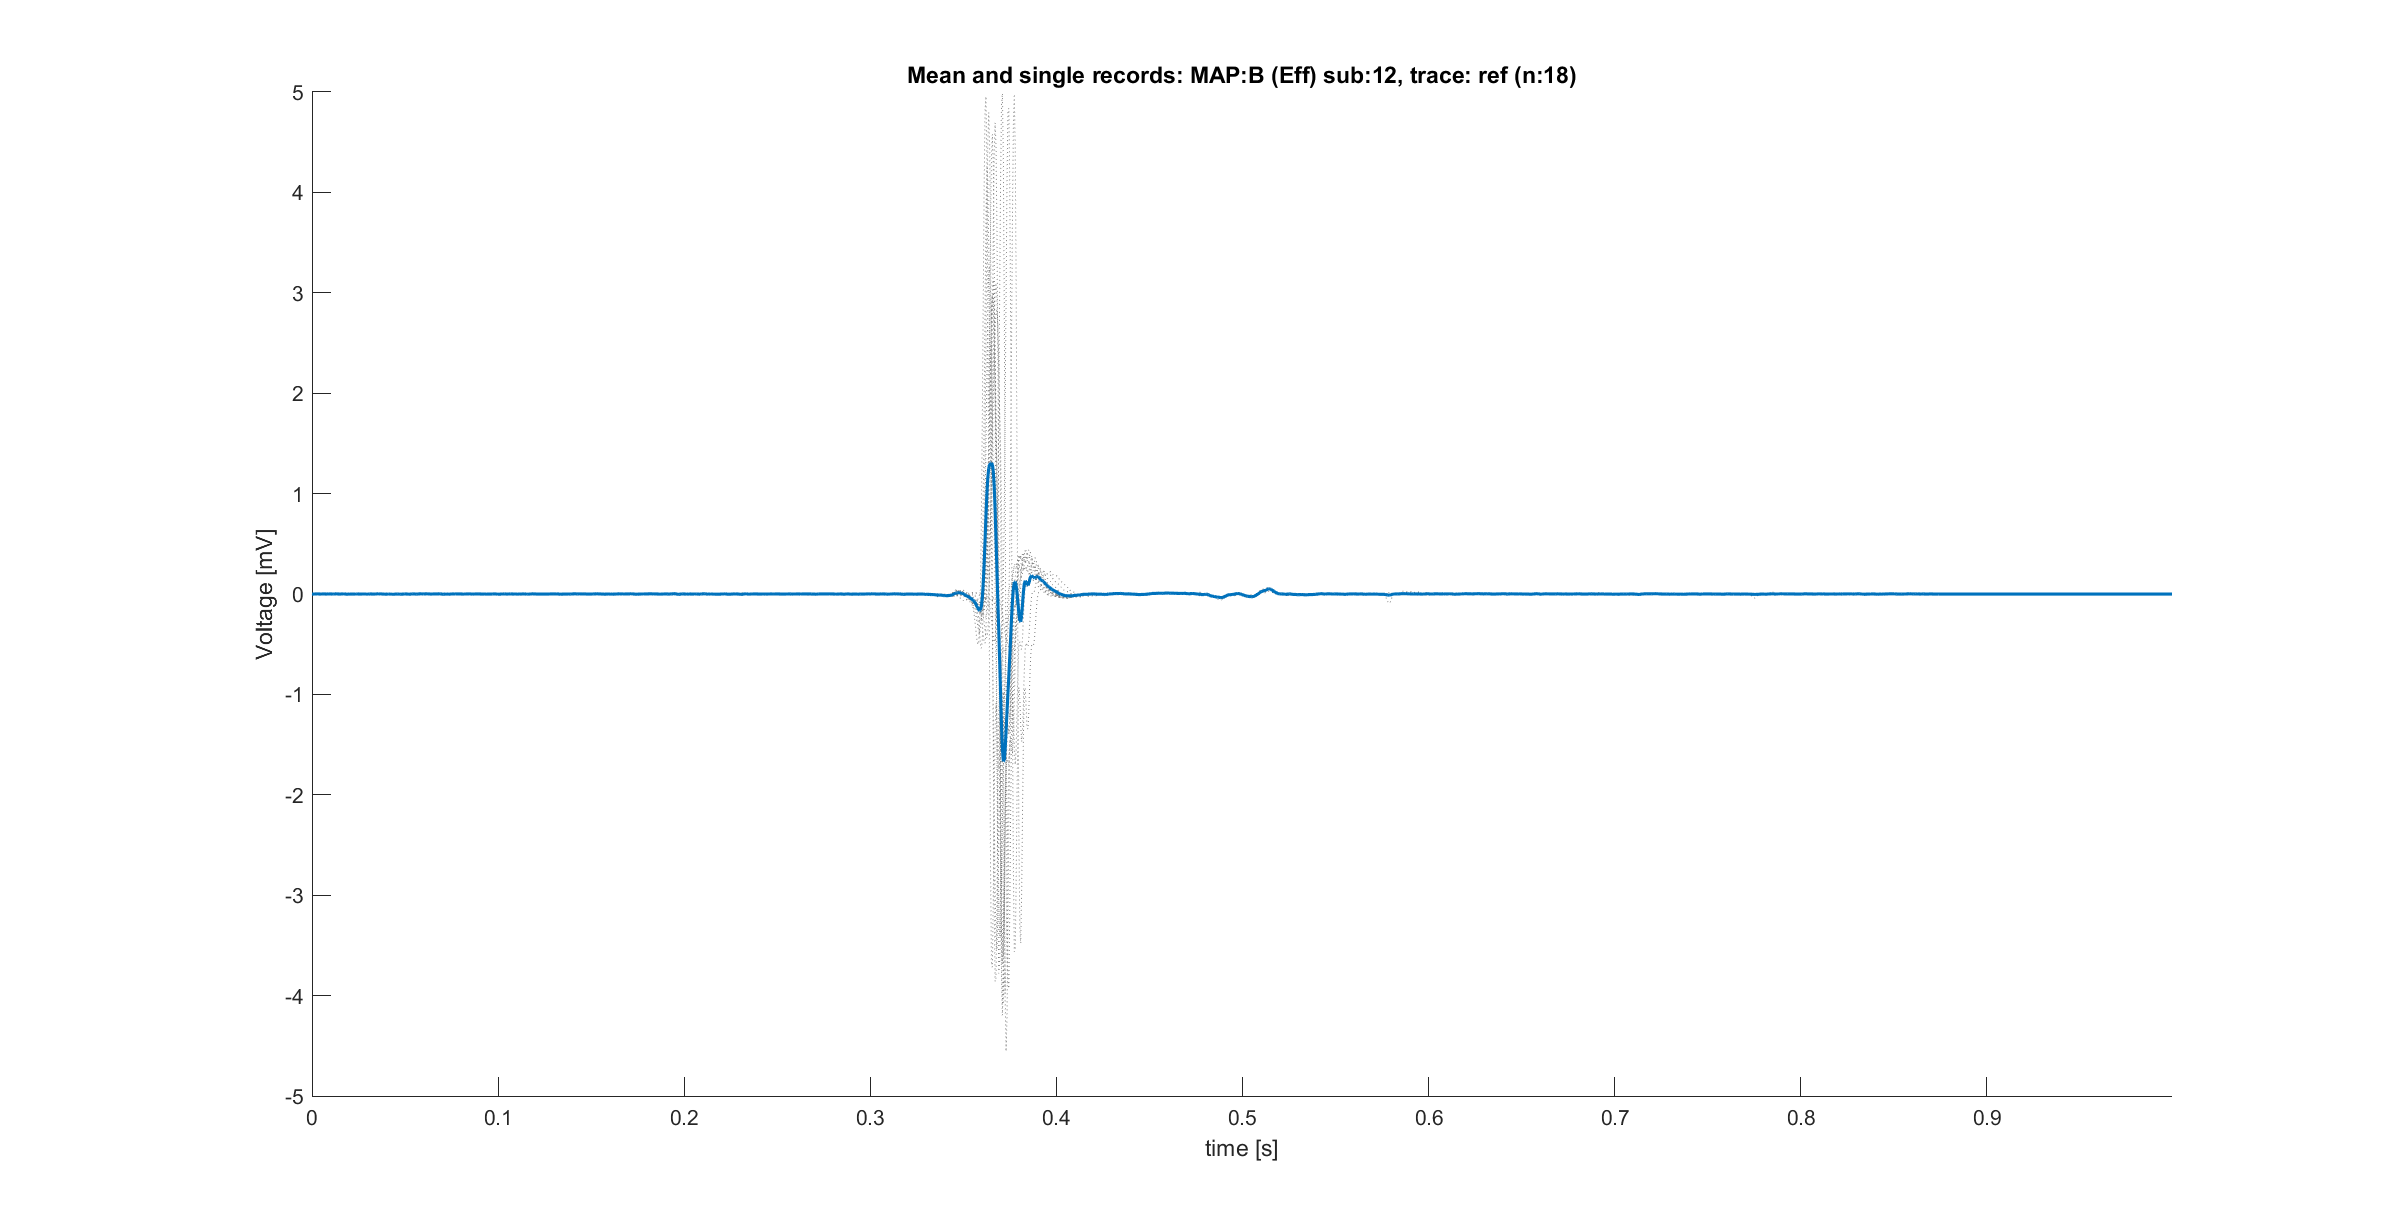 Mean and single records: MAP:B (Eff) sub:12, trace: ref (n:18)
5
4
3
2
1
0
-1
-2
-3
-4
-5
Voltage [mV]
0 0.1 0.2 0.3 0.4 0.5 0.6 0.7 0.8 0.9
time [s]